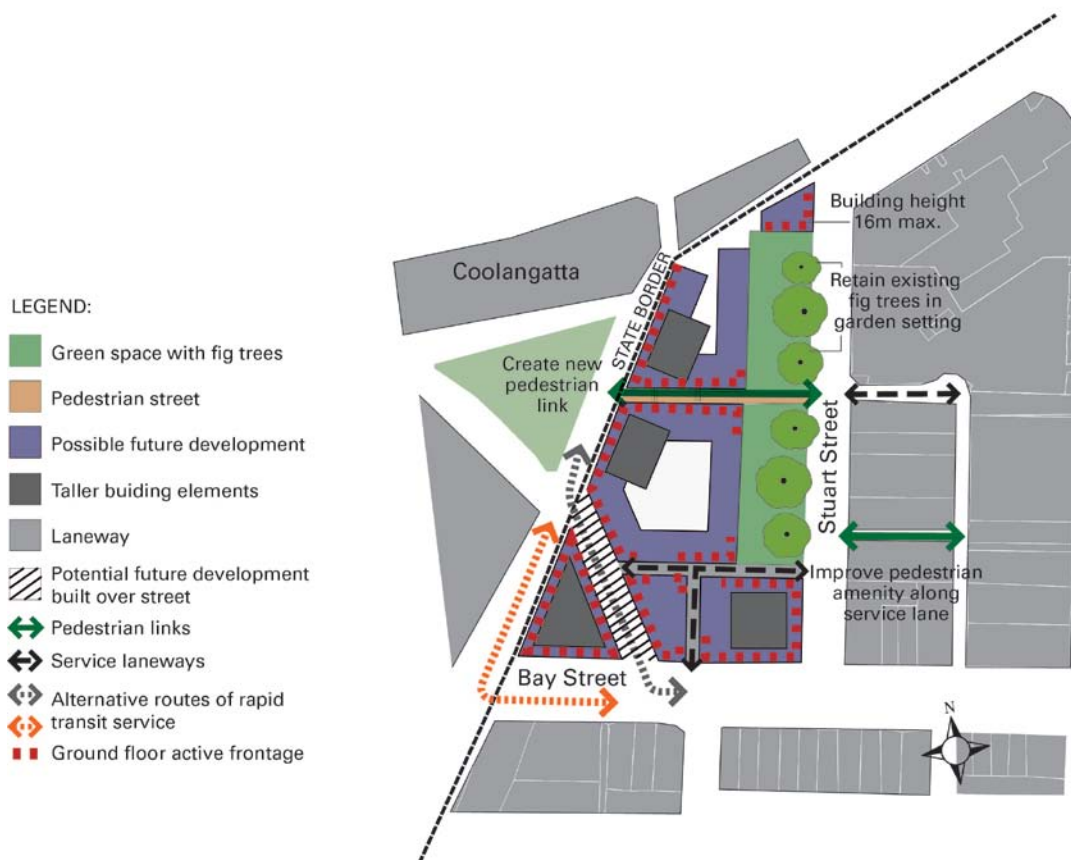 LEGEND:
Green space with fig trees
Pedestrian street
Possible future development
Taller buiding elements
Laneway
Potential future development
built over street
Pedestrian links
Service laneways
Alternative routes of rapid
transit service
Ground floor active frontage
Coolangatta
STATE BORDER
Create new
pedestrian
link
Building height
16m max.
Retain existing
fig trees in
garden setting
Stuart Street
Improve pedestrian
amenity along
service lane
Bay Street
N